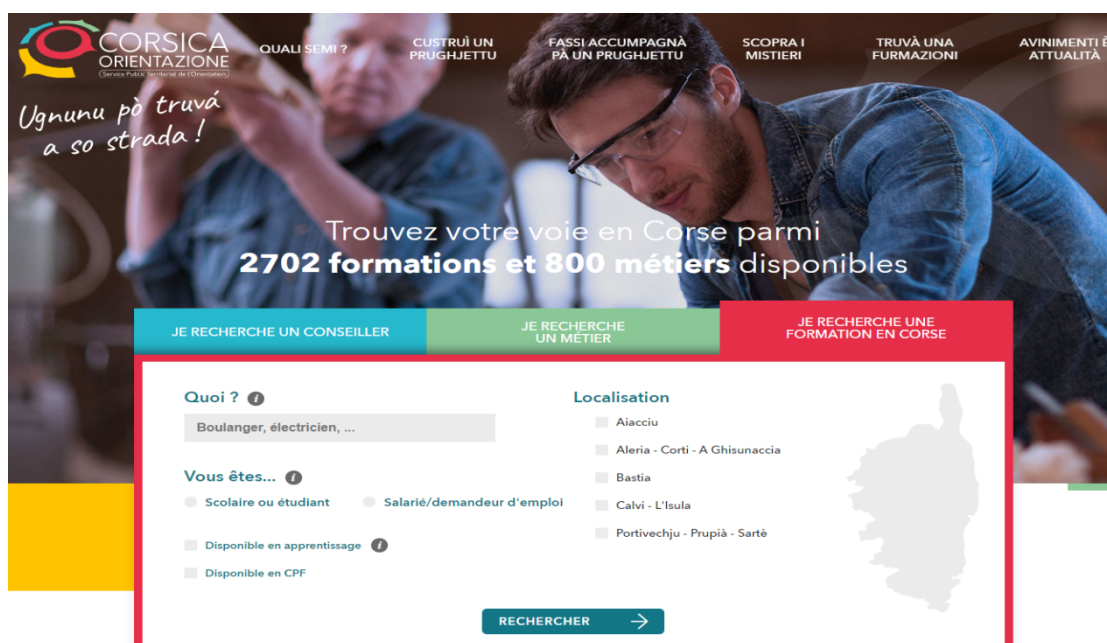 CORSICA
ORIENTAZIONE
(Service Public Territorial de l'Orientation)
QUALI SEMI ?
CUSTRUÌ UN
PRUGHJETTU
FASSI ACCUMPAGNÀ
PÀ UN PRUGHJETTU
SCOPRA I
MISTIERI
TRUVÀ UNA
FURMAZIONI
AVINIMENTI È
ATTUALITÀ
Ugnunu pò truvá
a so strada !
Trouvez votre voie en Corse parmi
2702 formations et 800 métiers disponibles
JE RECHERCHE UN CONSEILLER
JE RECHERCHE
UN MÉTIER
JE RECHERCHE UNE
FORMATION EN CORSE
Quoi ? i
Boulanger, électricien, ...
Vous êtes... i
Scolaire ou étudiant
Salarié/demandeur d'emploi
Disponible en apprentissage i
Disponible en CPF
Localisation
Aiacciu
Aleria - Corti - A Ghisunaccia
Bastia
Calvi - L'Isula
Portivechju - Prupià - Sartè
RECHERCHER